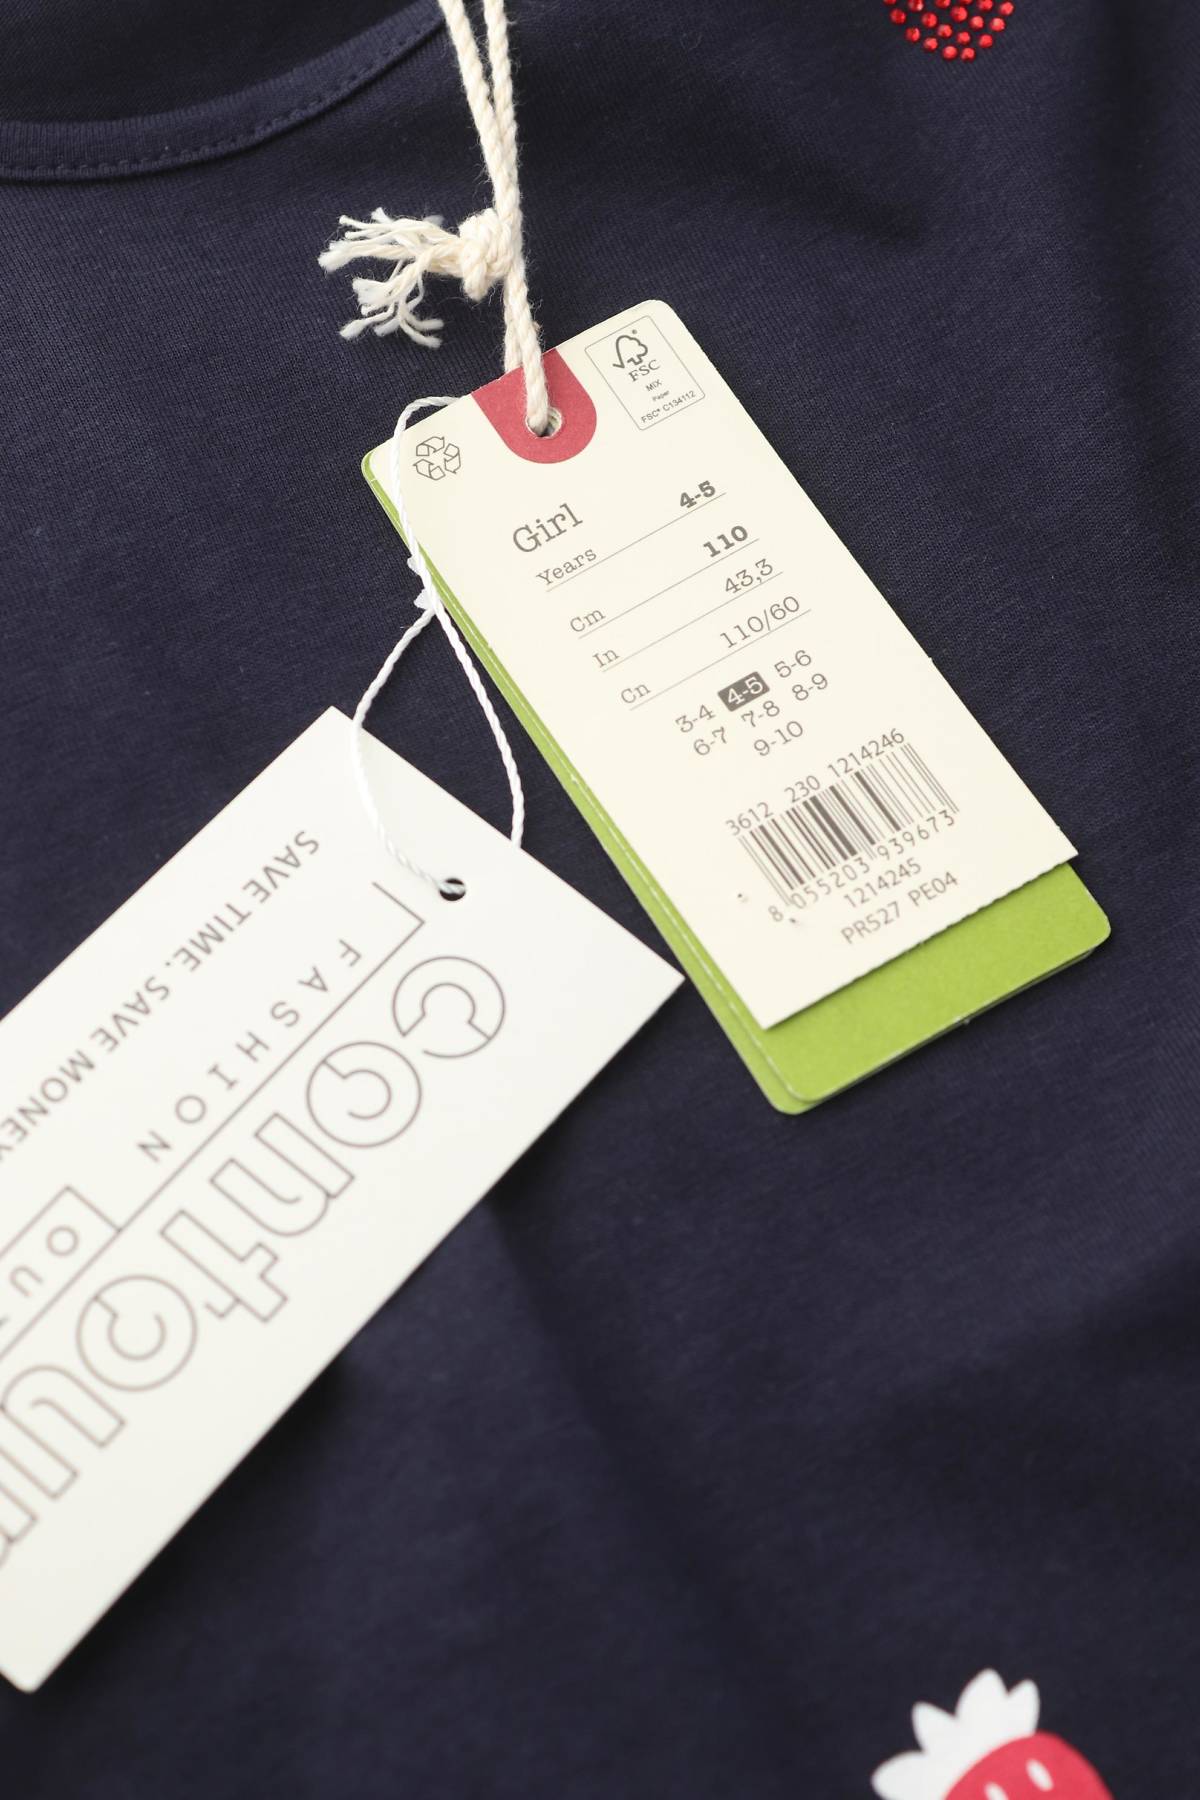 FSC
MIX
Paper
FSC® C134112
Girl
Years 4-5
Cm 110
In 43,3
Cn 110/60
3-4 4-5 5-6
6-7 7-8 8-9
9-10
3612 230 1214246
8 055203 939673
1214245
PR527 PE04
contour
FASHION
SAVE TIME. SAVE MONEY